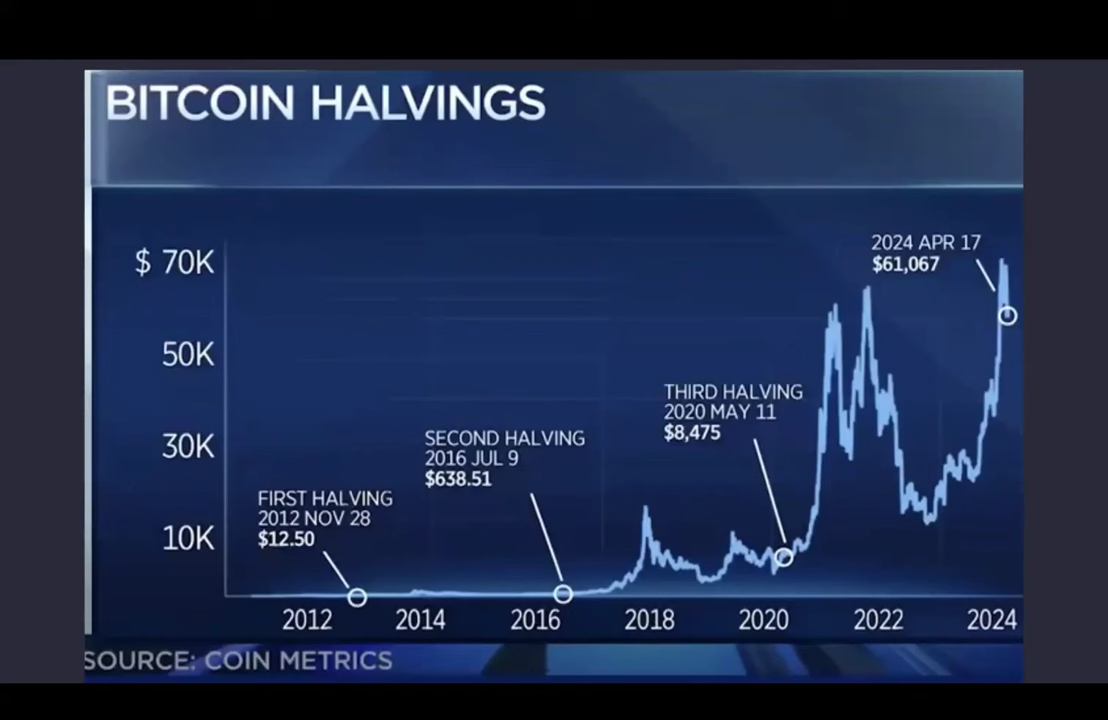 BITCOIN HALVINGS
$ 70K
50K
30K
10K
FIRST HALVING
2012 NOV 28
$12.50
SECOND HALVING
2016 JUL 9
$638.51
THIRD HALVING
2020 MAY 11
$8,475
2024 APR 17
$61,067
2012 2014 2016 2018 2020 2022 2024
SOURCE: COIN METRICS